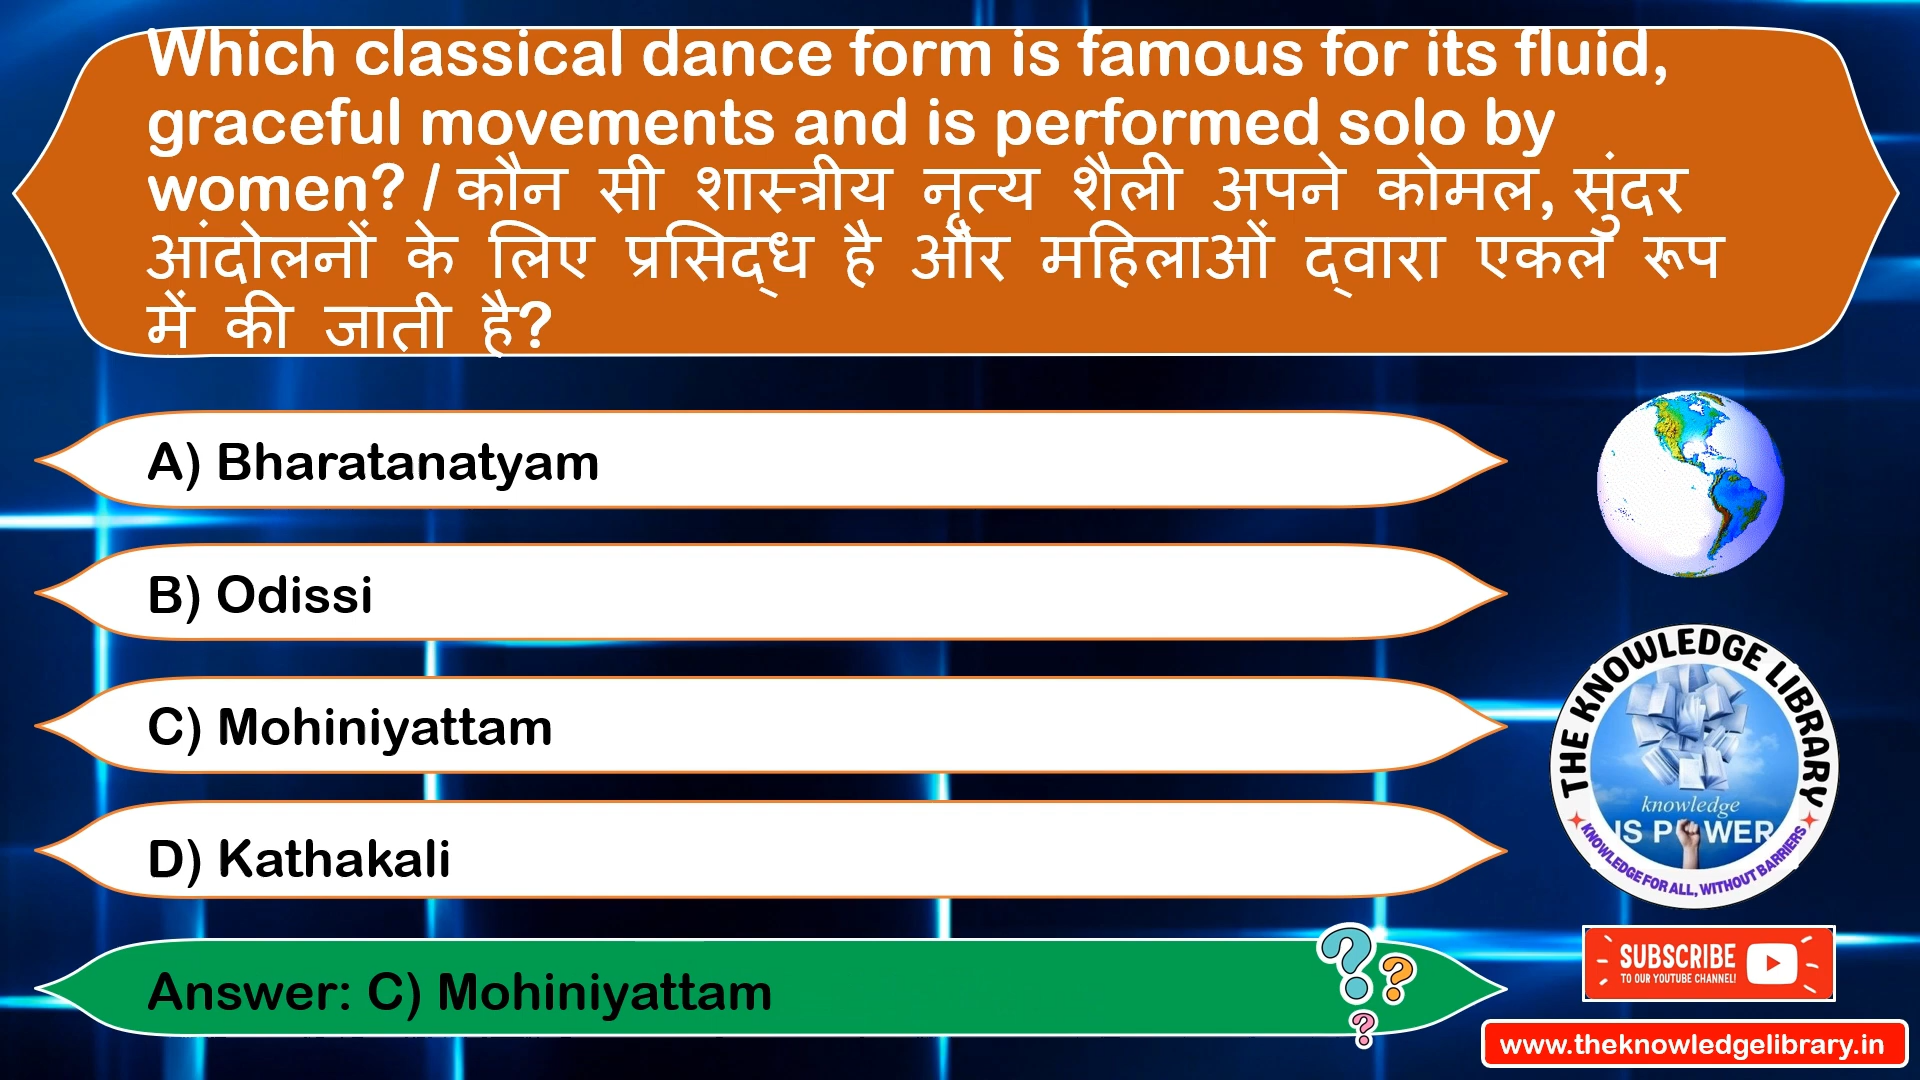 Which classical dance form is famous for its fluid,
graceful movements and is performed solo by
women? / कौन सी शास्त्रीय नृत्य शैली अपने कोमल, सुंदर
आंदोलनों के लिए प्रसिद्ध है और महिलाओं द्वारा एकल रूप
में की जाती है?
A) Bharatanatyam
B) Odissi
C) Mohiniyattam
D) Kathakali
Answer: C) Mohiniyattam
THE KNOWLEDGE LIBRARY
knowledge
IS POWER
KNOWLEDGE FOR ALL, WITHOUT BARRIERS
SUBSCRIBE
TO OUR YOUTUBE CHANNEL!
www.theknowledgelibrary.in